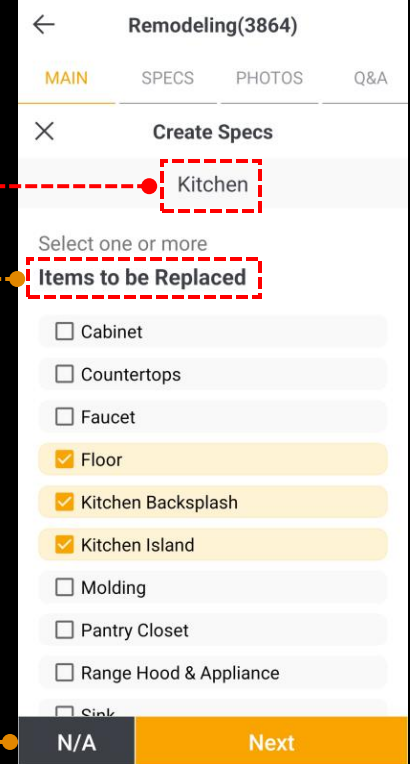 Remodeling(3864)
MAIN SPECS PHOTOS Q&A
Create Specs
Kitchen
Select one or more
Items to be Replaced
Cabinet
Countertops
Faucet
Floor
Kitchen Backsplash
Kitchen Island
Molding
Pantry Closet
Range Hood & Appliance
Sink
N/A Next